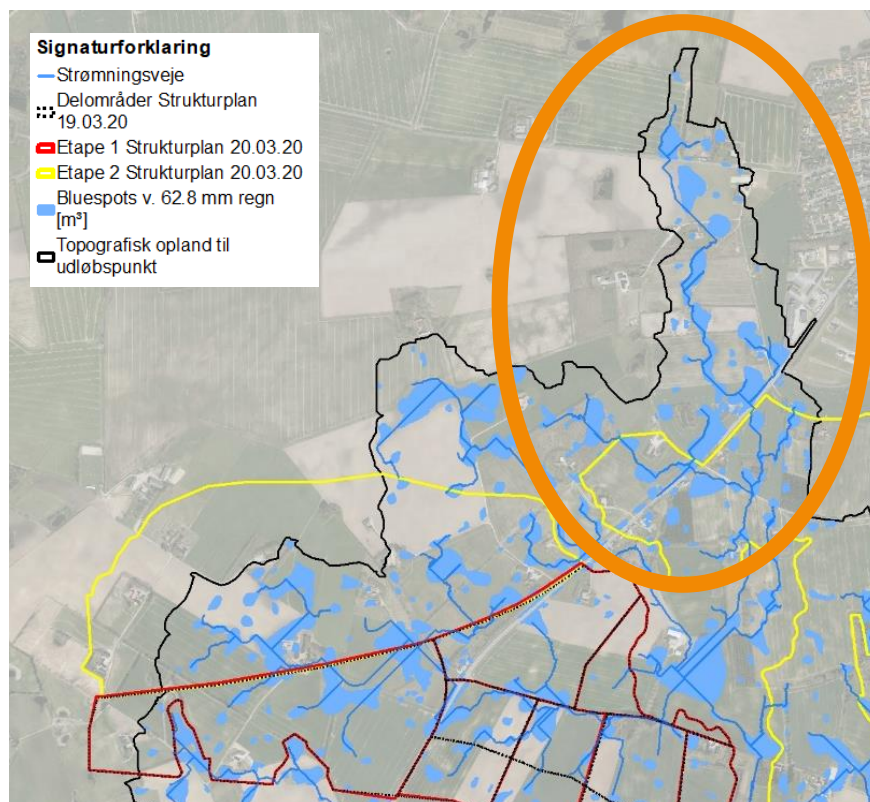 Signaturforklaring
Strømningsveje
Delområder Strukturplan
19.03.20
Etape 1 Strukturplan 20.03.20
Etape 2 Strukturplan 20.03.20
Bluespots v. 62.8 mm regn
[m³]
Topografisk opland til
udløbspunkt